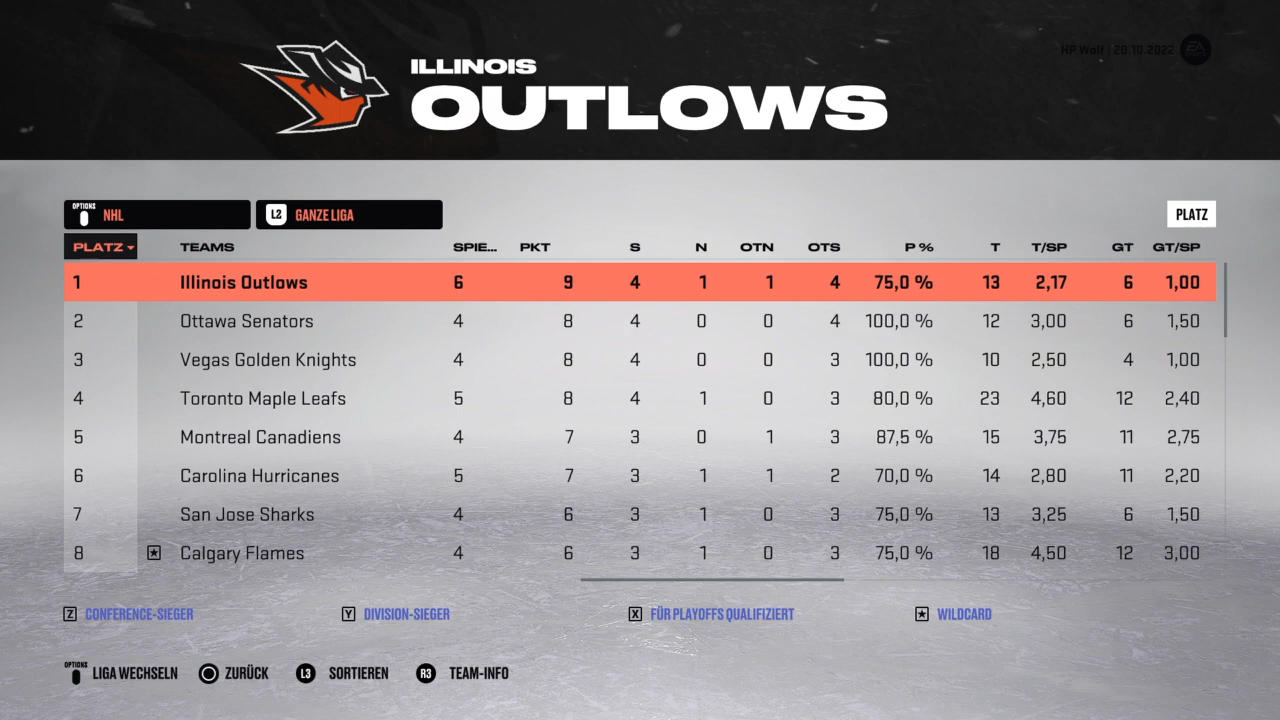 HP Wolf | 20.10.2022 EA
ILLINOIS
OUTLOWS
OPTIONS NHL L2 GANZE LIGA PLATZ
PLATZ TEAMS SPIE... PKT S N OTN OTS P % T T/SP GT GT/SP
1 Illinois Outlows 6 9 4 1 1 4 75,0 % 13 2,17 6 1,00
2 Ottawa Senators 4 8 4 0 0 4 100,0 % 12 3,00 6 1,50
3 Vegas Golden Knights 4 8 4 0 0 3 100,0 % 10 2,50 4 1,00
4 Toronto Maple Leafs 5 8 4 1 0 3 80,0 % 23 4,60 12 2,40
5 Montreal Canadiens 4 7 3 0 1 3 87,5 % 15 3,75 11 2,75
6 Carolina Hurricanes 5 7 3 1 1 2 70,0 % 14 2,80 11 2,20
7 San Jose Sharks 4 6 3 1 0 3 75,0 % 13 3,25 6 1,50
8 ★ Calgary Flames 4 6 3 1 0 3 75,0 % 18 4,50 12 3,00
Z CONFERENCE-SIEGER Y DIVISION-SIEGER X FÜR PLAYOFFS QUALIFIZIERT ★ WILDCARD
OPTIONS LIGA WECHSELN ZURÜCK L3 SORTIEREN R3 TEAM-INFO